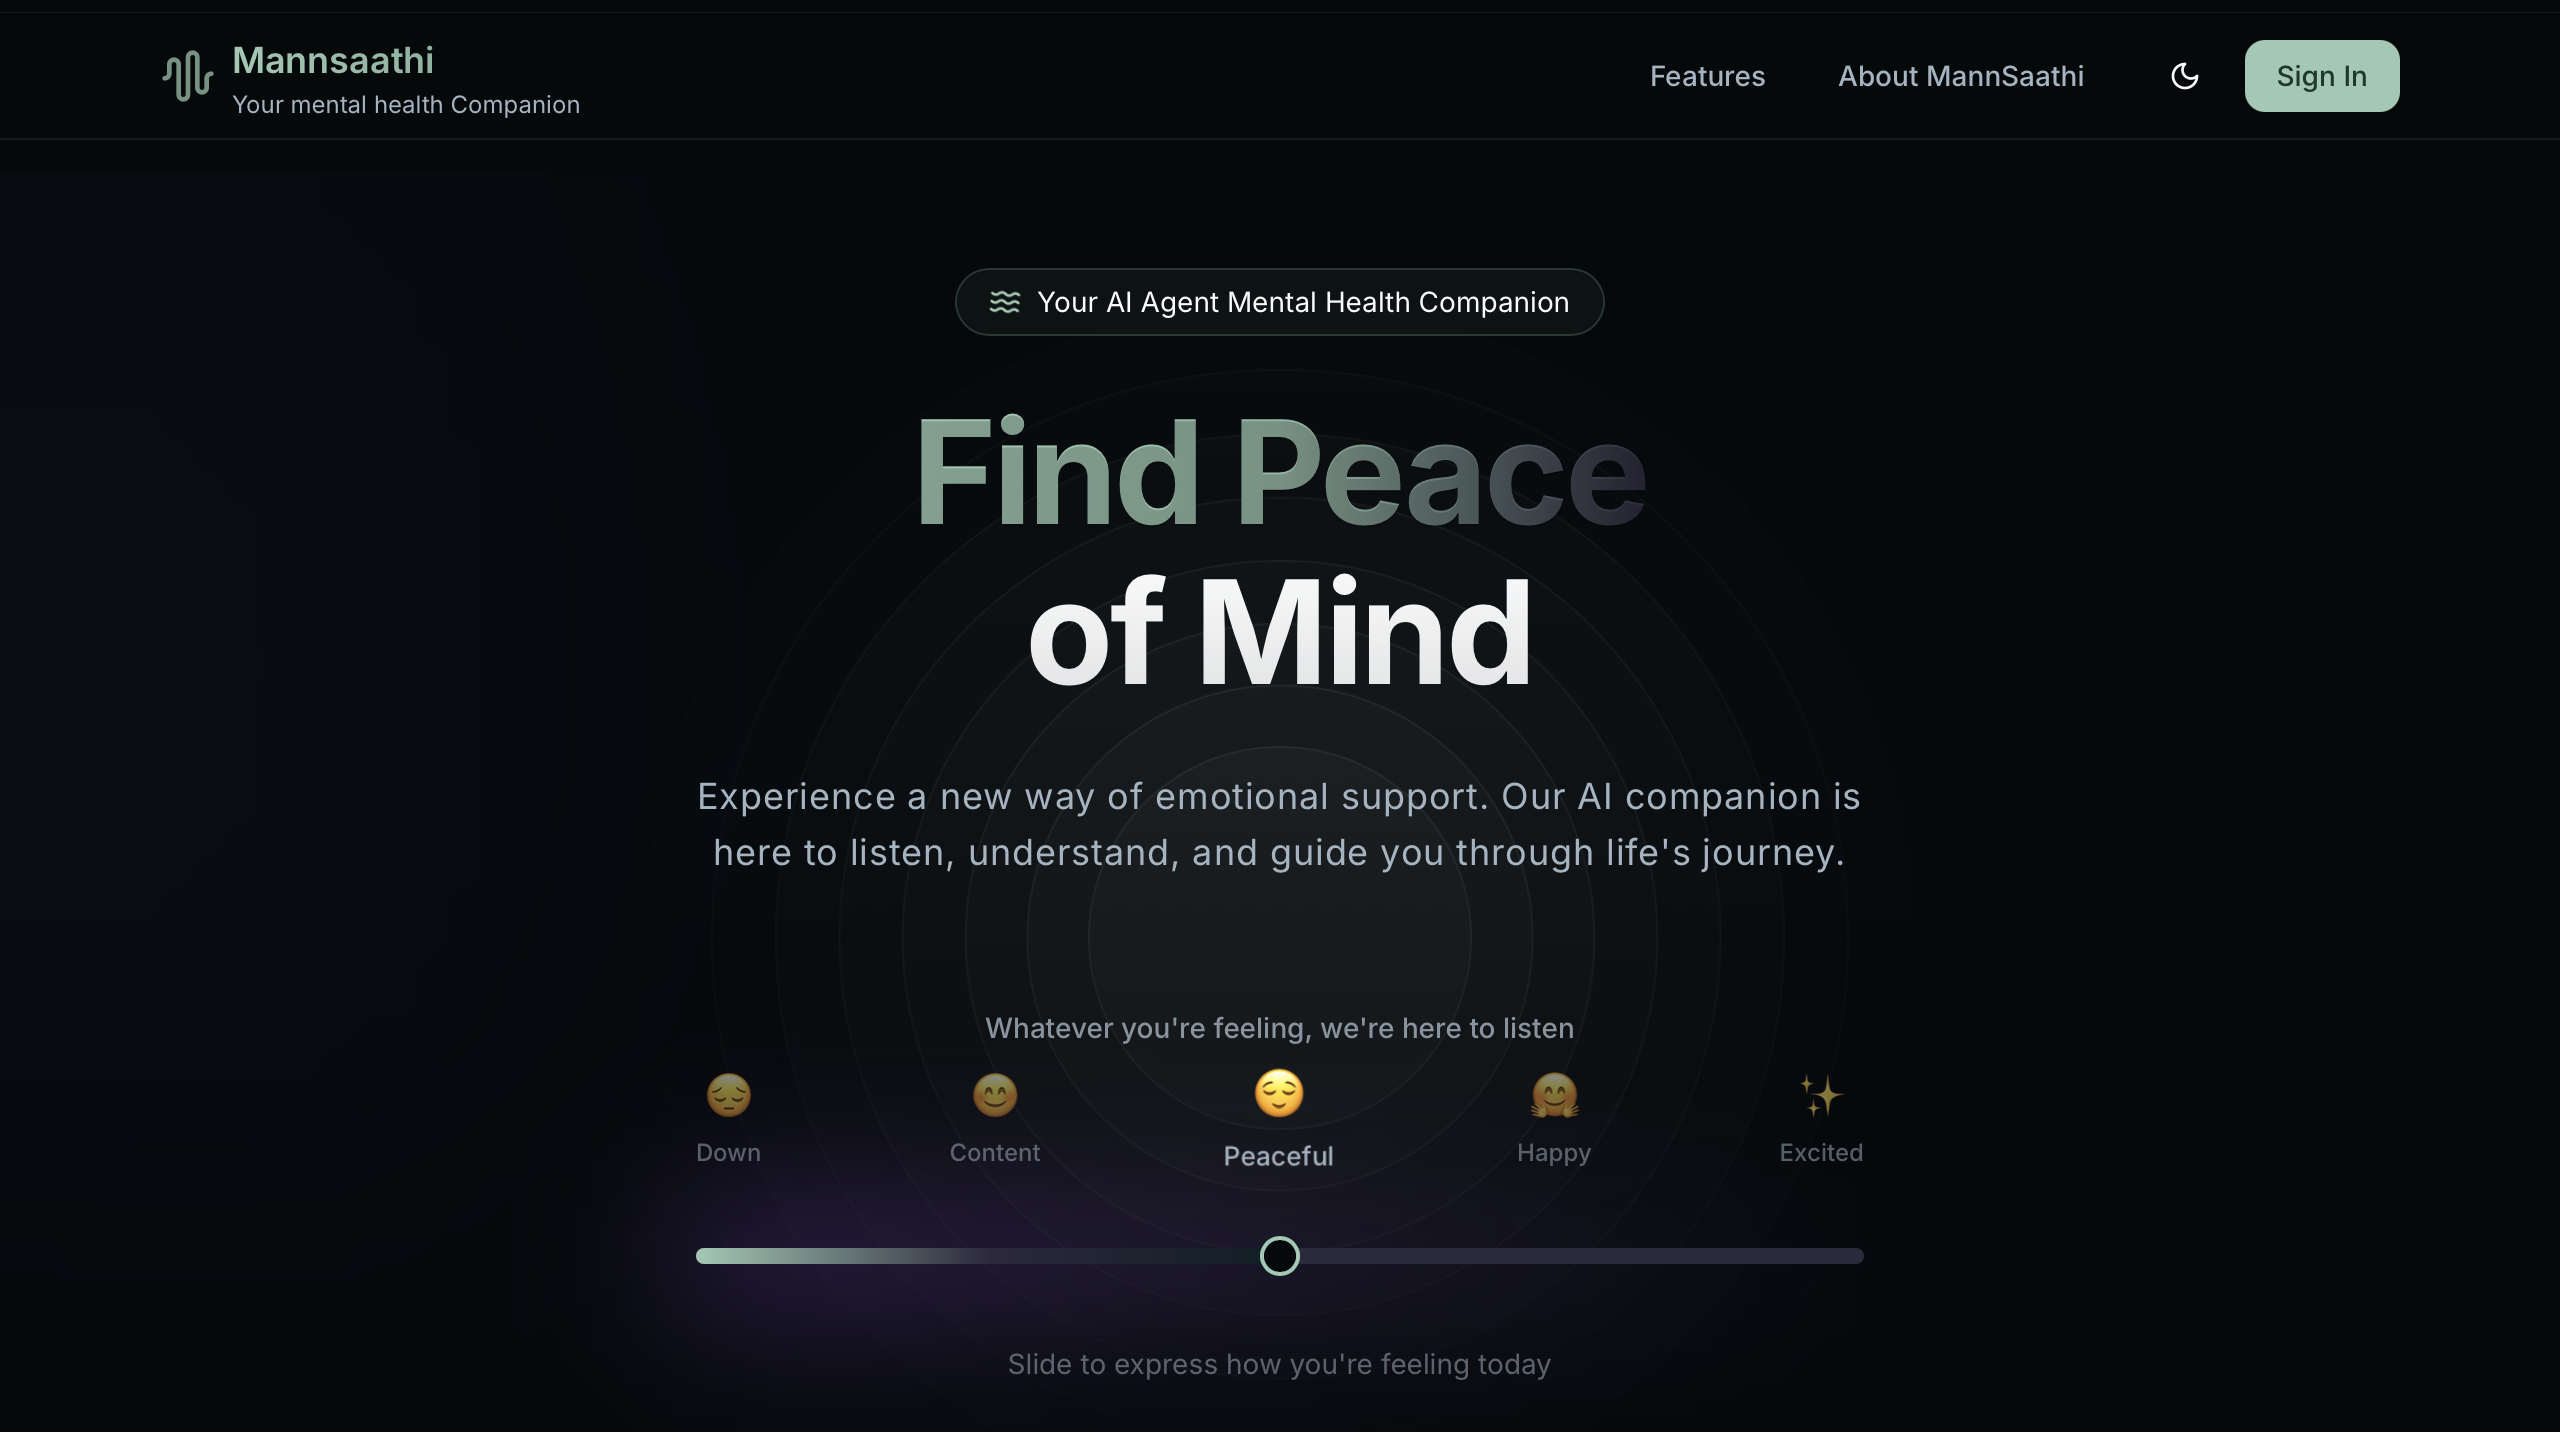 Mannsaathi
Your mental health Companion
Features
About MannSaathi
Sign In
Your AI Agent Mental Health Companion
Find Peace
of Mind
Experience a new way of emotional support. Our AI companion is
here to listen, understand, and guide you through life's journey.
Whatever you're feeling, we're here to listen
Down
Content
Peaceful
Happy
Excited
Slide to express how you're feeling today